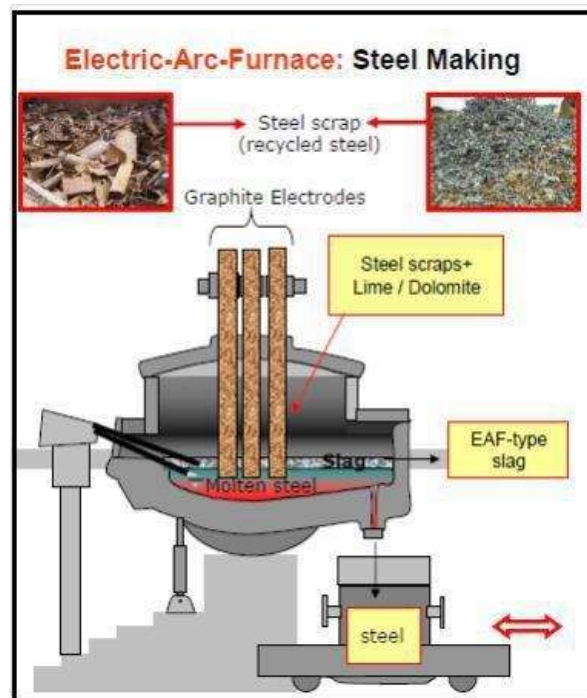 Electric-Arc-Furnace: Steel Making
Steel scrap
(recycled steel)
Graphite Electrodes
Steel scraps+
Lime / Dolomite
Slag
EAF-type
slag
Molten steel
steel